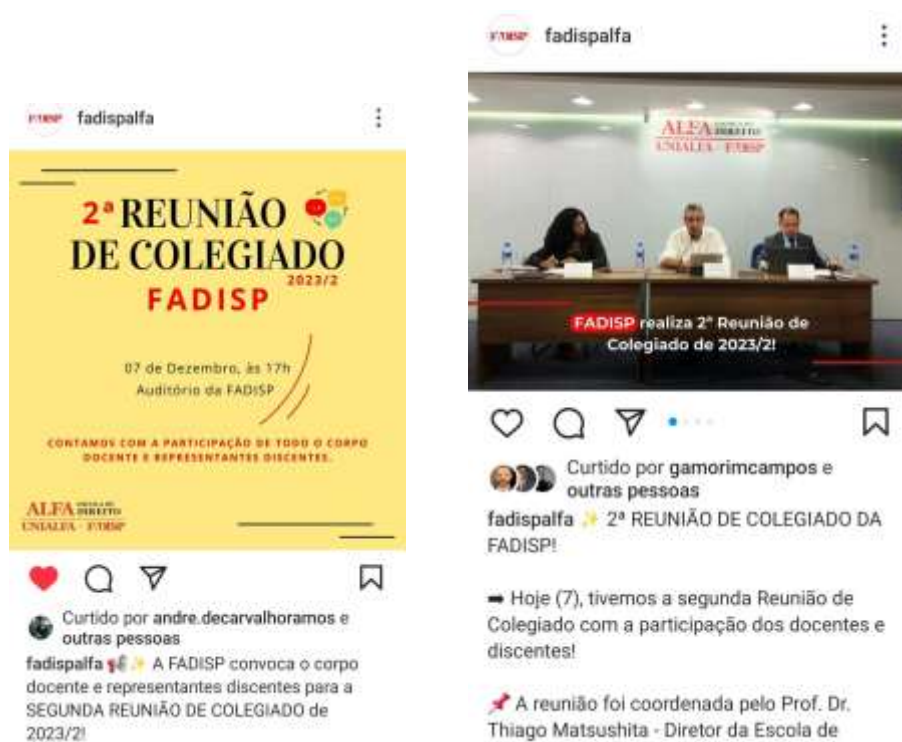 fadispalfa
2ª REUNIÃO
DE COLEGIADO
2023/2
FADISP
07 de Dezembro, às 17h
Auditório da FADISP
CONTAMOS COM A PARTICIPAÇÃO DE TODO O CORPO
DOCENTE E REPRESENTANTES DISCENTES.
ALFA ESCOLA DE DIREITO
UNIALFA - FADISP
Curtido por andre.decarvalhoramos e
outras pessoas
fadispalfa 📢✨ A FADISP convoca o corpo
docente e representantes discentes para a
SEGUNDA REUNIÃO DE COLEGIADO de
2023/2!
FADISP fadispalfa
ALFA ESCOLA DE DIREITO
UNIALFA - FADISP
FADISP realiza 2ª Reunião de
Colegiado de 2023/2!
Curtido por gamorimcampos e
outras pessoas
fadispalfa ✨ 2ª REUNIÃO DE COLEGIADO DA
FADISP!
➡ Hoje (7), tivemos a segunda Reunião de
Colegiado com a participação dos docentes e
discentes!
📌 A reunião foi coordenada pelo Prof. Dr.
Thiago Matsushita - Diretor da Escola de